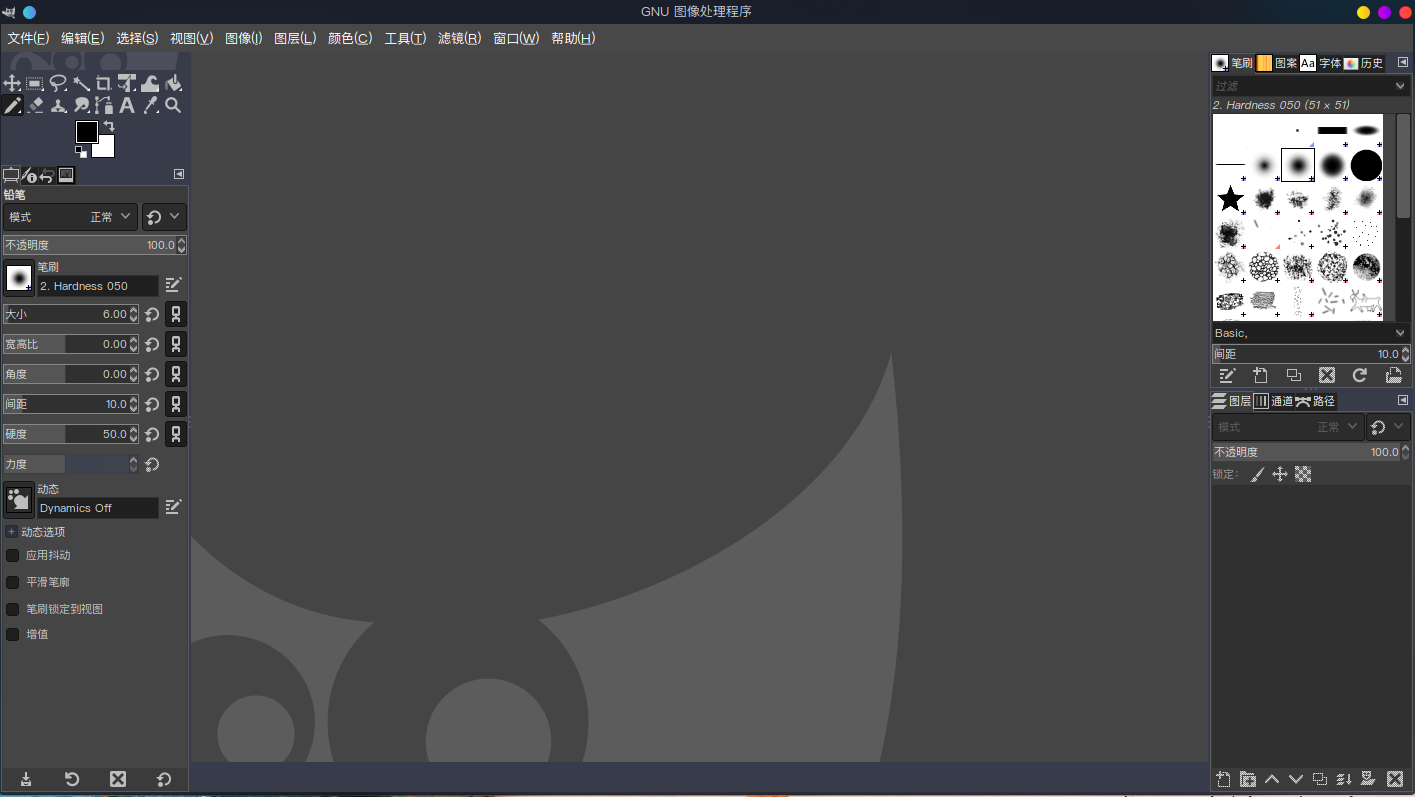 GNU 图像处理程序
文件(F) 编辑(E) 选择(S) 视图(V) 图像(I) 图层(L) 颜色(C) 工具(T) 滤镜(R) 窗口(W) 帮助(H)
铅笔
模式 正常
不透明度 100.0
笔刷
2. Hardness 050
大小 6.00
宽高比 0.00
角度 0.00
间距 10.0
硬度 50.0
力度
动态
Dynamics Off
动态选项
应用抖动
平滑笔廓
笔刷锁定到视图
增值
笔刷 图案 Aa 字体 历史
过滤
2. Hardness 050 (51 × 51)
Basic,
间距 10.0
图层 通道 路径
模式 正常
不透明度 100.0
锁定: